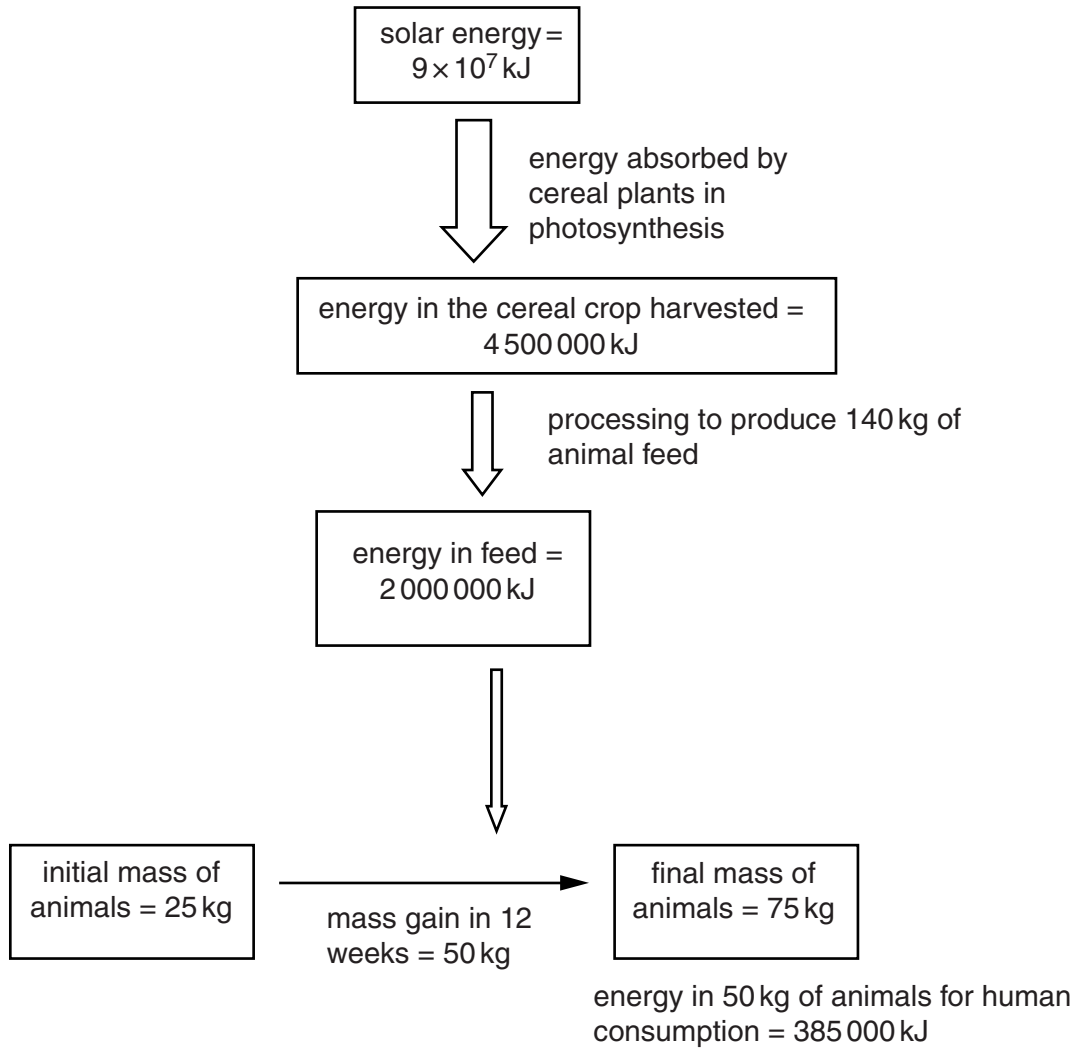 solar energy =
9 × 10⁷ kJ
energy absorbed by
cereal plants in
photosynthesis
energy in the cereal crop harvested =
4 500 000 kJ
processing to produce 140 kg of
animal feed
energy in feed =
2 000 000 kJ
initial mass of
animals = 25 kg
mass gain in 12
weeks = 50 kg
final mass of
animals = 75 kg
energy in 50 kg of animals for human
consumption = 385 000 kJ